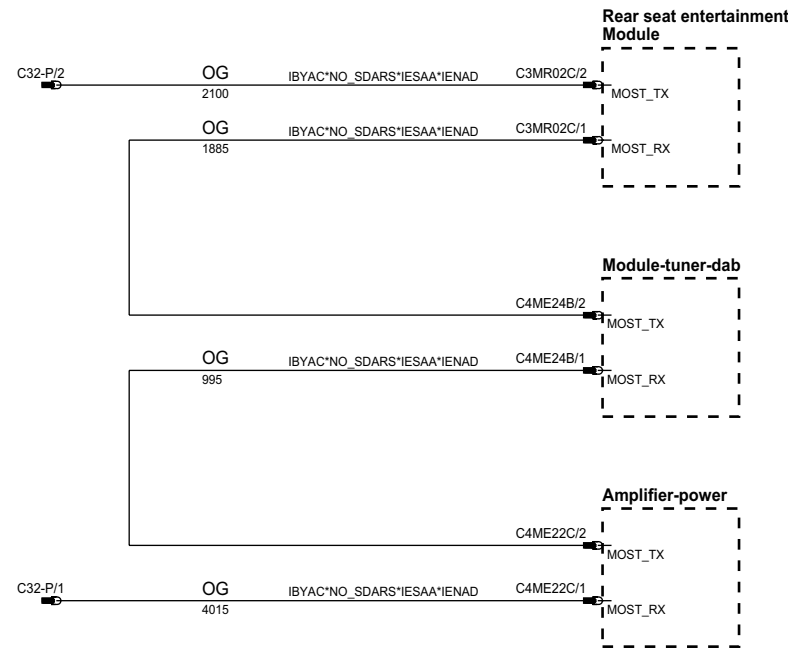 Rear seat entertainment
Module
C32-P/2 OG IBYAC*NO_SDARS*IESAA*IENAD C3MR02C/2
2100 MOST_TX
OG IBYAC*NO_SDARS*IESAA*IENAD C3MR02C/1
1885 MOST_RX
Module-tuner-dab
C4ME24B/2
MOST_TX
OG IBYAC*NO_SDARS*IESAA*IENAD C4ME24B/1
995 MOST_RX
Amplifier-power
C4ME22C/2
MOST_TX
C32-P/1 OG IBYAC*NO_SDARS*IESAA*IENAD C4ME22C/1
4015 MOST_RX